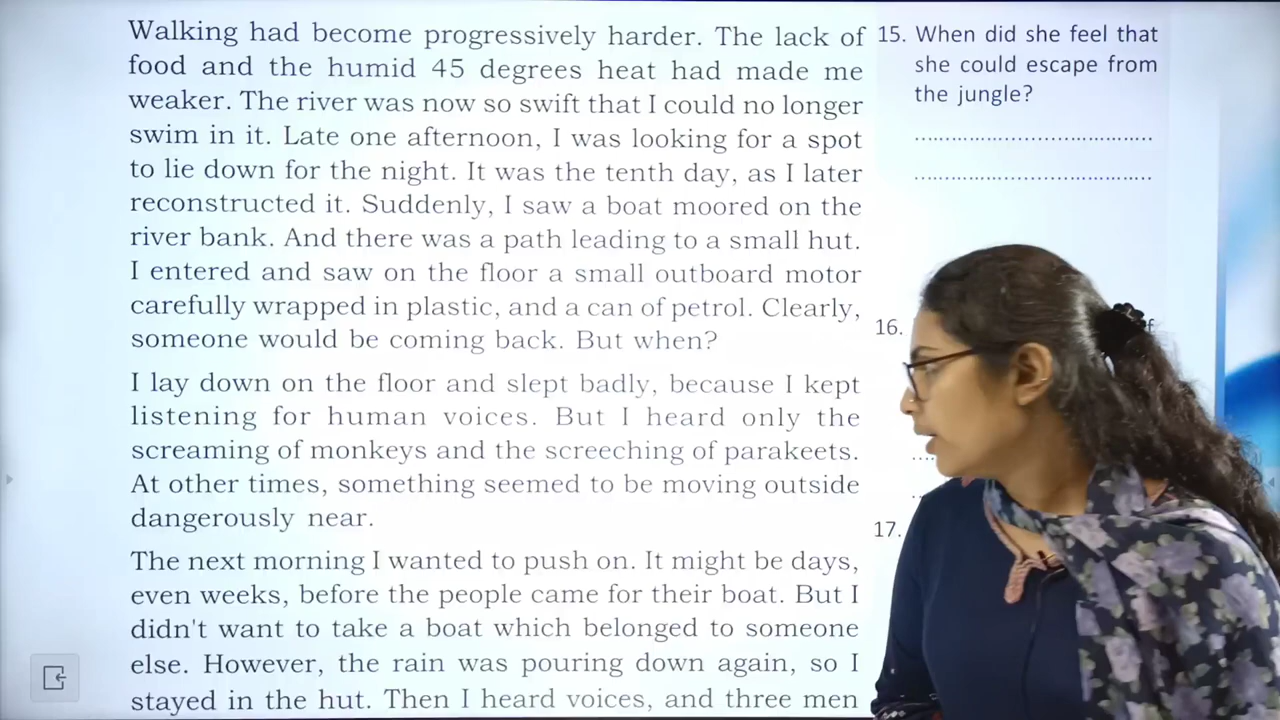 Walking had become progressively harder. The lack of
food and the humid 45 degrees heat had made me
weaker. The river was now so swift that I could no longer
swim in it. Late one afternoon, I was looking for a spot
to lie down for the night. It was the tenth day, as I later
reconstructed it. Suddenly, I saw a boat moored on the
river bank. And there was a path leading to a small hut.
I entered and saw on the floor a small outboard motor
carefully wrapped in plastic, and a can of petrol. Clearly,
someone would be coming back. But when?
I lay down on the floor and slept badly, because I kept
listening for human voices. But I heard only the
screaming of monkeys and the screeching of parakeets.
At other times, something seemed to be moving outside
dangerously near.
The next morning I wanted to push on. It might be days,
even weeks, before the people came for their boat. But I
didn't want to take a boat which belonged to someone
else. However, the rain was pouring down again, so I
stayed in the hut. Then I heard voices, and three men
15. When did she feel that
she could escape from
the jungle?
16.
17.